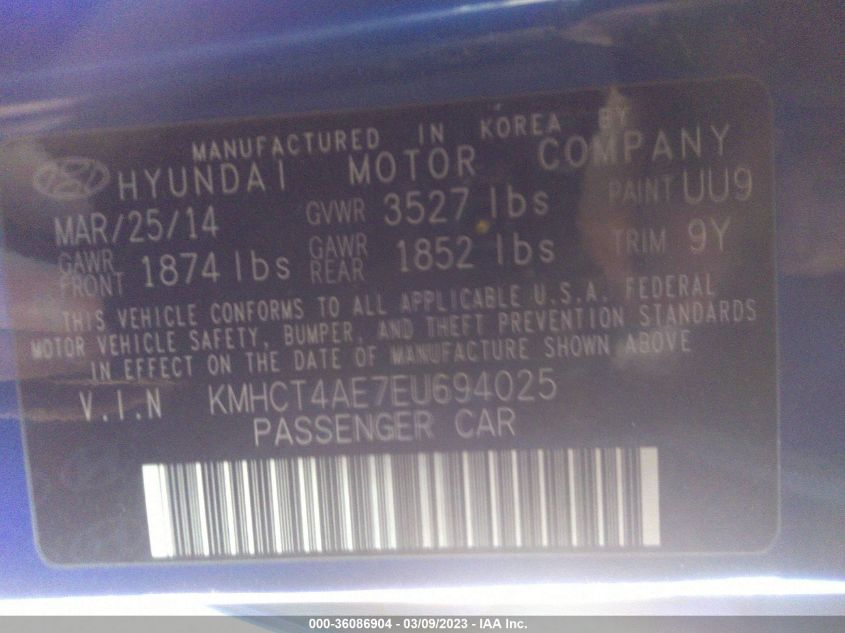 MANUFACTURED IN KOREA BY
HYUNDAI MOTOR COMPANY
MAR/25/14 GVWR 3527 lbs PAINT UU9
GAWR FRONT 1874 lbs GAWR REAR 1852 lbs TRIM 9Y
THIS VEHICLE CONFORMS TO ALL APPLICABLE U.S.A. FEDERAL
MOTOR VEHICLE SAFETY, BUMPER, AND THEFT PREVENTION STANDARDS
IN EFFECT ON THE DATE OF MANUFACTURE SHOWN ABOVE
V.I.N KMHCT4AE7EU694025
PASSENGER CAR
000-36086904 - 03/09/2023 - IAA Inc.